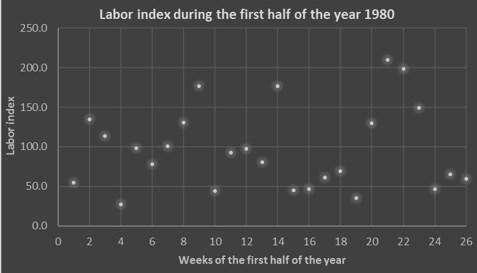 Labor index during the first half of the year 1980
250.0
200.0
150.0
100.0
50.0
0.0
Labor index
0 2 4 6 8 10 12 14 16 18 20 22 24 26
Weeks of the first half of the year